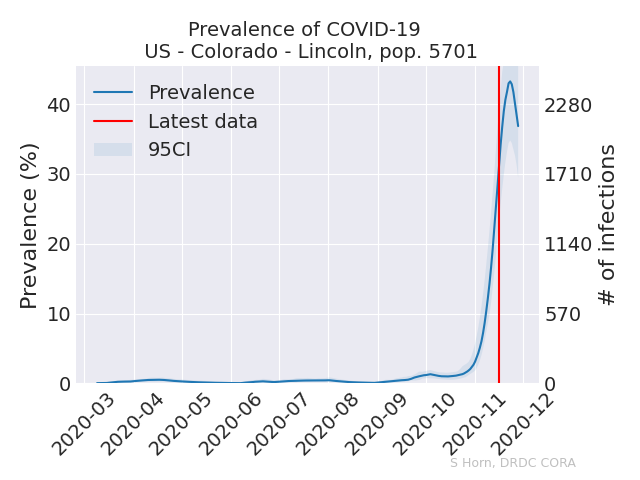 Prevalence of COVID-19
US - Colorado - Lincoln, pop. 5701
Prevalence
Latest data
95CI
Prevalence (%)
40
30
20
10
0
2280
1710
1140
570
0
# of infections
2020-03
2020-04
2020-05
2020-06
2020-07
2020-08
2020-09
2020-10
2020-11
2020-12
S Horn, DRDC CORA